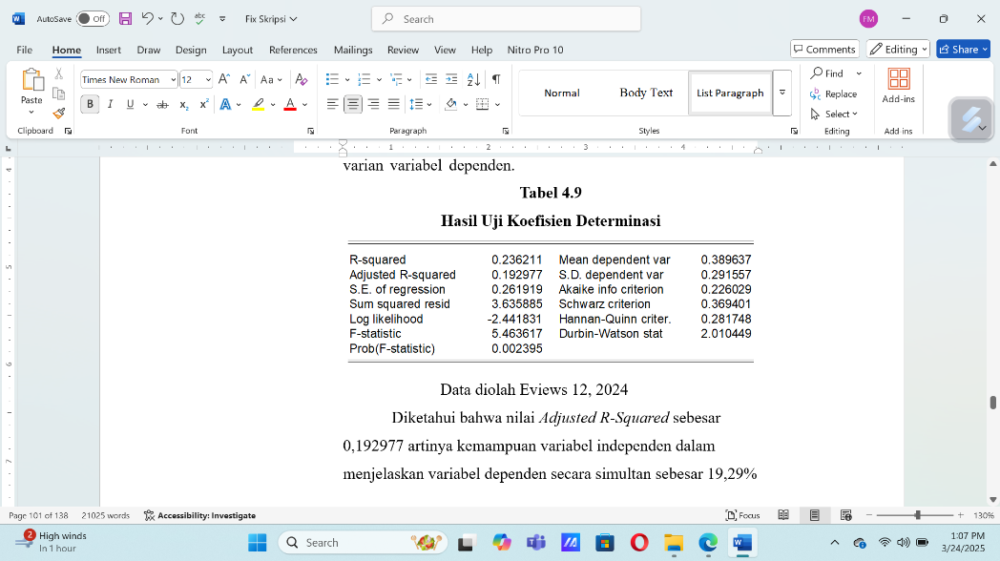 AutoSave Off Fix Skripsi Search FM
File Home Insert Draw Design Layout References Mailings Review View Help Nitro Pro 10 Comments Editing Share
Paste Times New Roman 12 Aa Normal Body Text List Paragraph Find Replace Select Add-ins
Clipboard Font Paragraph Styles Editing Add ins
varian variabel dependen.
Tabel 4.9
Hasil Uji Koefisien Determinasi
R-squared 0.236211 Mean dependent var 0.389637
Adjusted R-squared 0.192977 S.D. dependent var 0.291557
S.E. of regression 0.261919 Akaike info criterion 0.226029
Sum squared resid 3.635885 Schwarz criterion 0.369401
Log likelihood -2.441831 Hannan-Quinn criter. 0.281748
F-statistic 5.463617 Durbin-Watson stat 2.010449
Prob(F-statistic) 0.002395
Data diolah Eviews 12, 2024
Diketahui bahwa nilai Adjusted R-Squared sebesar
0,192977 artinya kemampuan variabel independen dalam
menjelaskan variabel dependen secara simultan sebesar 19,29%
Page 101 of 138 21025 words Accessibility: Investigate Focus 130%
2 High winds
In 1 hour
Search
1:07 PM
3/24/2025